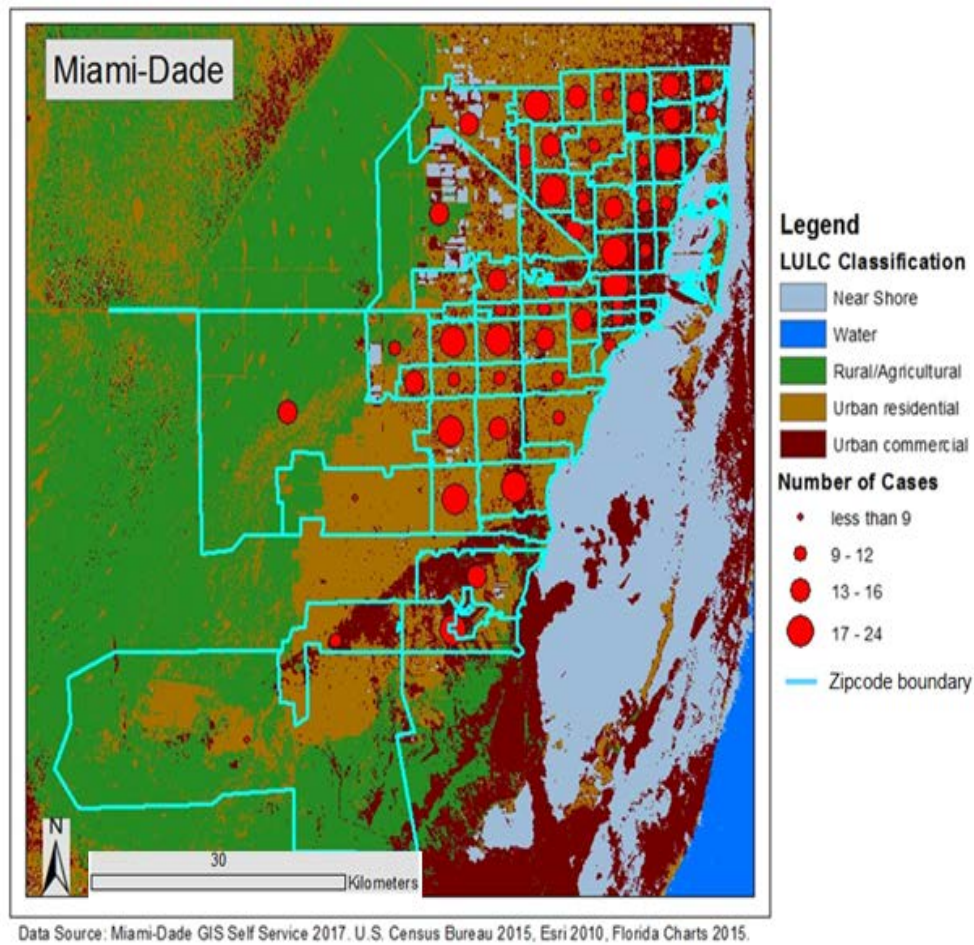 Miami-Dade
Legend
LULC Classification
Near Shore
Water
Rural/Agricultural
Urban residential
Urban commercial
Number of Cases
less than 9
9 - 12
13 - 16
17 - 24
Zipcode boundary
N
30
Kilometers
Data Source: Miami-Dade GIS Self Service 2017. U.S. Census Bureau 2015, Esri 2010, Florida Charts 2015.